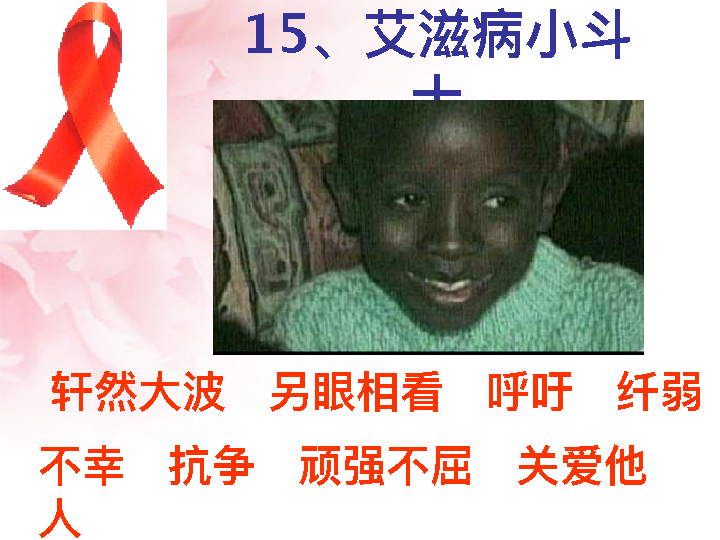 15、艾滋病小斗
士
轩然大波 另眼相看 呼吁 纤弱
不幸 抗争 顽强不屈 关爱他
人